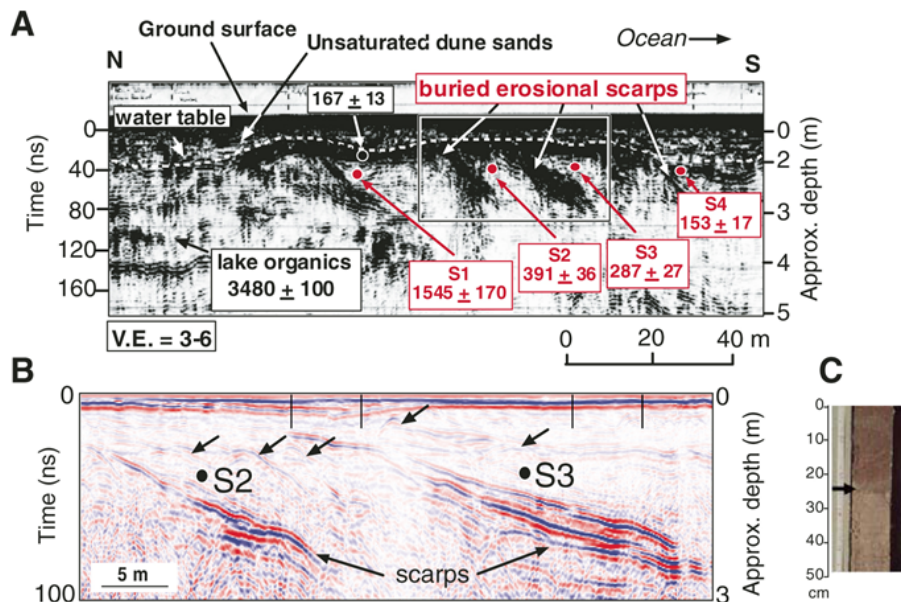 A
Ground surface
Unsaturated dune sands
Ocean
N
S
167 ± 13
buried erosional scarps
water table
0
40
80
120
160
Time (ns)
0
1
2
3
4
5
Approx. depth (m)
S4
153 ± 17
S2
391 ± 36
S3
287 ± 27
S1
1545 ± 170
lake organics
3480 ± 100
V.E. = 3-6
0
20
40 m
B
0
100
Time (ns)
S2
S3
scarps
5 m
0
3
Approx. depth (m)
C
0
10
20
30
40
50
cm